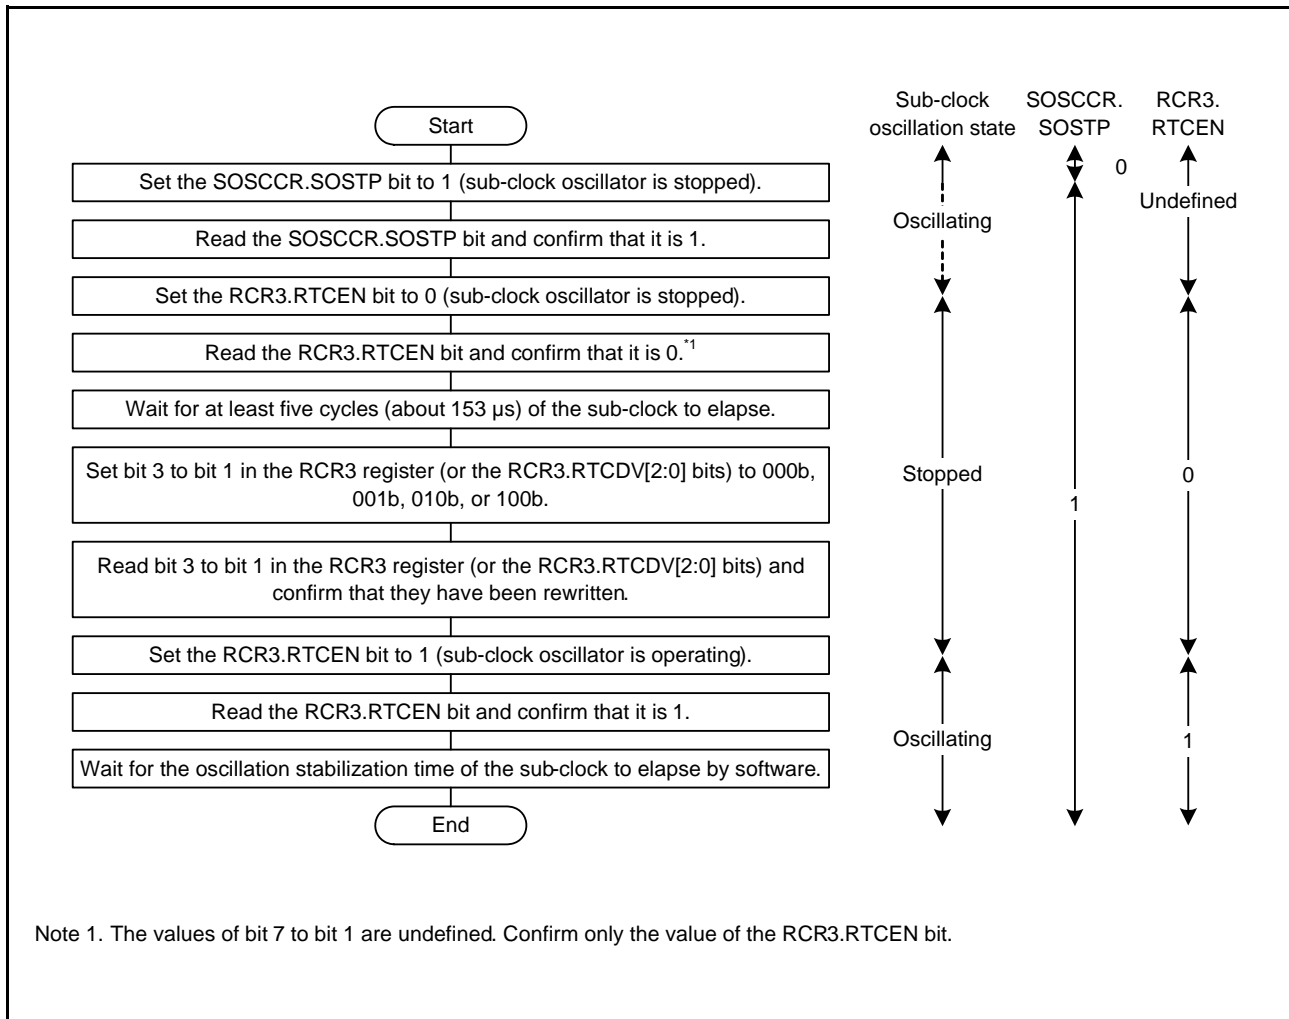 Start
Set the SOSCCR.SOSTP bit to 1 (sub-clock oscillator is stopped).
Read the SOSCCR.SOSTP bit and confirm that it is 1.
Set the RCR3.RTCEN bit to 0 (sub-clock oscillator is stopped).
Read the RCR3.RTCEN bit and confirm that it is 0.*1
Wait for at least five cycles (about 153 μs) of the sub-clock to elapse.
Set bit 3 to bit 1 in the RCR3 register (or the RCR3.RTCDV[2:0] bits) to 000b,
001b, 010b, or 100b.
Read bit 3 to bit 1 in the RCR3 register (or the RCR3.RTCDV[2:0] bits) and
confirm that they have been rewritten.
Set the RCR3.RTCEN bit to 1 (sub-clock oscillator is operating).
Read the RCR3.RTCEN bit and confirm that it is 1.
Wait for the oscillation stabilization time of the sub-clock to elapse by software.
End
Sub-clock
oscillation state
Oscillating
Stopped
Oscillating
SOSCCR.
SOSTP
0
1
RCR3.
RTCEN
Undefined
0
1
Note 1. The values of bit 7 to bit 1 are undefined. Confirm only the value of the RCR3.RTCEN bit.